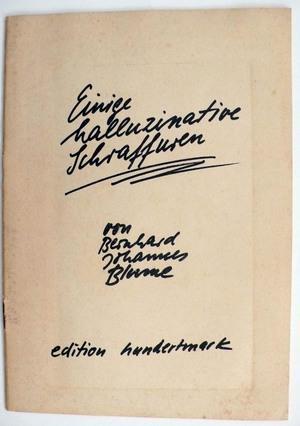 Einige
halluzinative
Schraffuren
von
Bernhard
Johannes
Blume
edition hundertmark